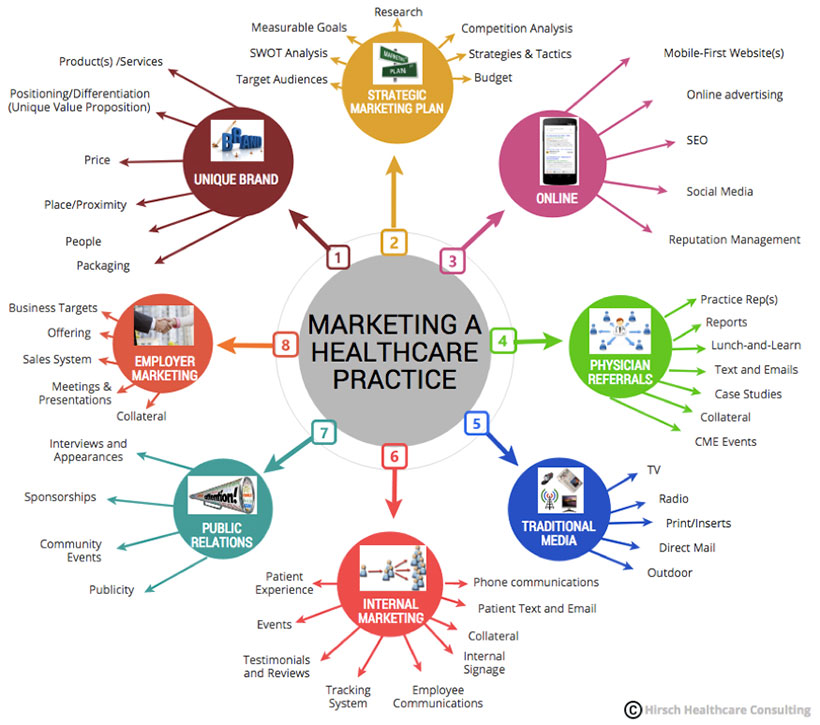 MARKETING A
HEALTHCARE
PRACTICE
1
UNIQUE BRAND
BRAND
Product(s) /Services
Positioning/Differentiation
(Unique Value Proposition)
Price
Place/Proximity
People
Packaging
2
STRATEGIC
MARKETING PLAN
MARKETING
PLAN
Target Audiences
SWOT Analysis
Measurable Goals
Research
Competition Analysis
Strategies & Tactics
Budget
3
ONLINE
Mobile-First Website(s)
Online advertising
SEO
Social Media
Reputation Management
4
PHYSICIAN
REFERRALS
Practice Rep(s)
Reports
Lunch-and-Learn
Text and Emails
Case Studies
Collateral
CME Events
5
TRADITIONAL
MEDIA
TV
Radio
Print/Inserts
Direct Mail
Outdoor
6
INTERNAL
MARKETING
Phone communications
Patient Text and Email
Collateral
Internal
Signage
Employee
Communications
Tracking
System
Testimonials
and Reviews
Events
Patient
Experience
7
PUBLIC
RELATIONS
attention!
Interviews and
Appearances
Sponsorships
Community
Events
Publicity
8
EMPLOYER
MARKETING
Business Targets
Offering
Sales System
Meetings &
Presentations
Collateral
© Hirsch Healthcare Consulting